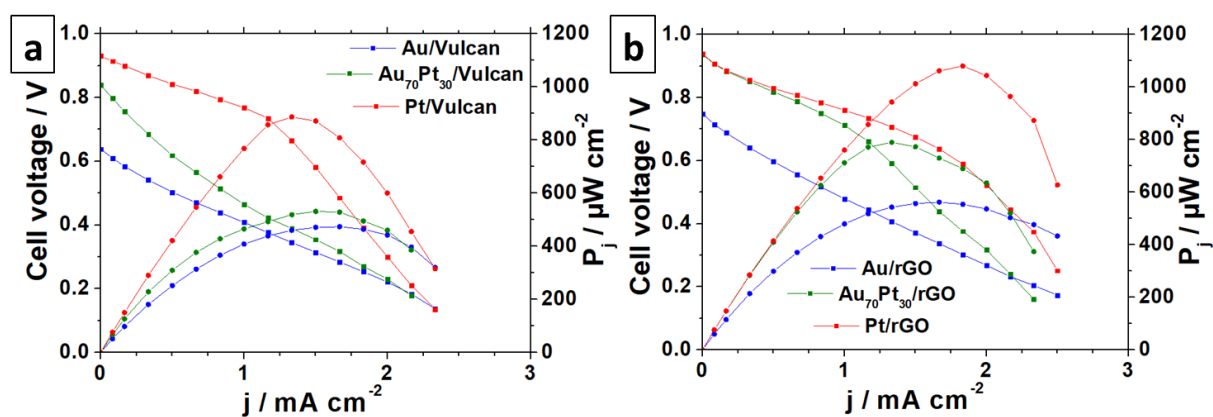 a
Cell voltage / V
1.0
0.8
0.6
0.4
0.2
0.0
Au/Vulcan
Au₇₀Pt₃₀/Vulcan
Pt/Vulcan
1200
1000
800
600
400
200
0
P_j / µW cm⁻²
0 1 2 3
j / mA cm⁻²
b
Cell voltage / V
1.0
0.8
0.6
0.4
0.2
0.0
Au/rGO
Au₇₀Pt₃₀/rGO
Pt/rGO
1200
1000
800
600
400
200
0
P_j / µW cm⁻²
0 1 2 3
j / mA cm⁻²